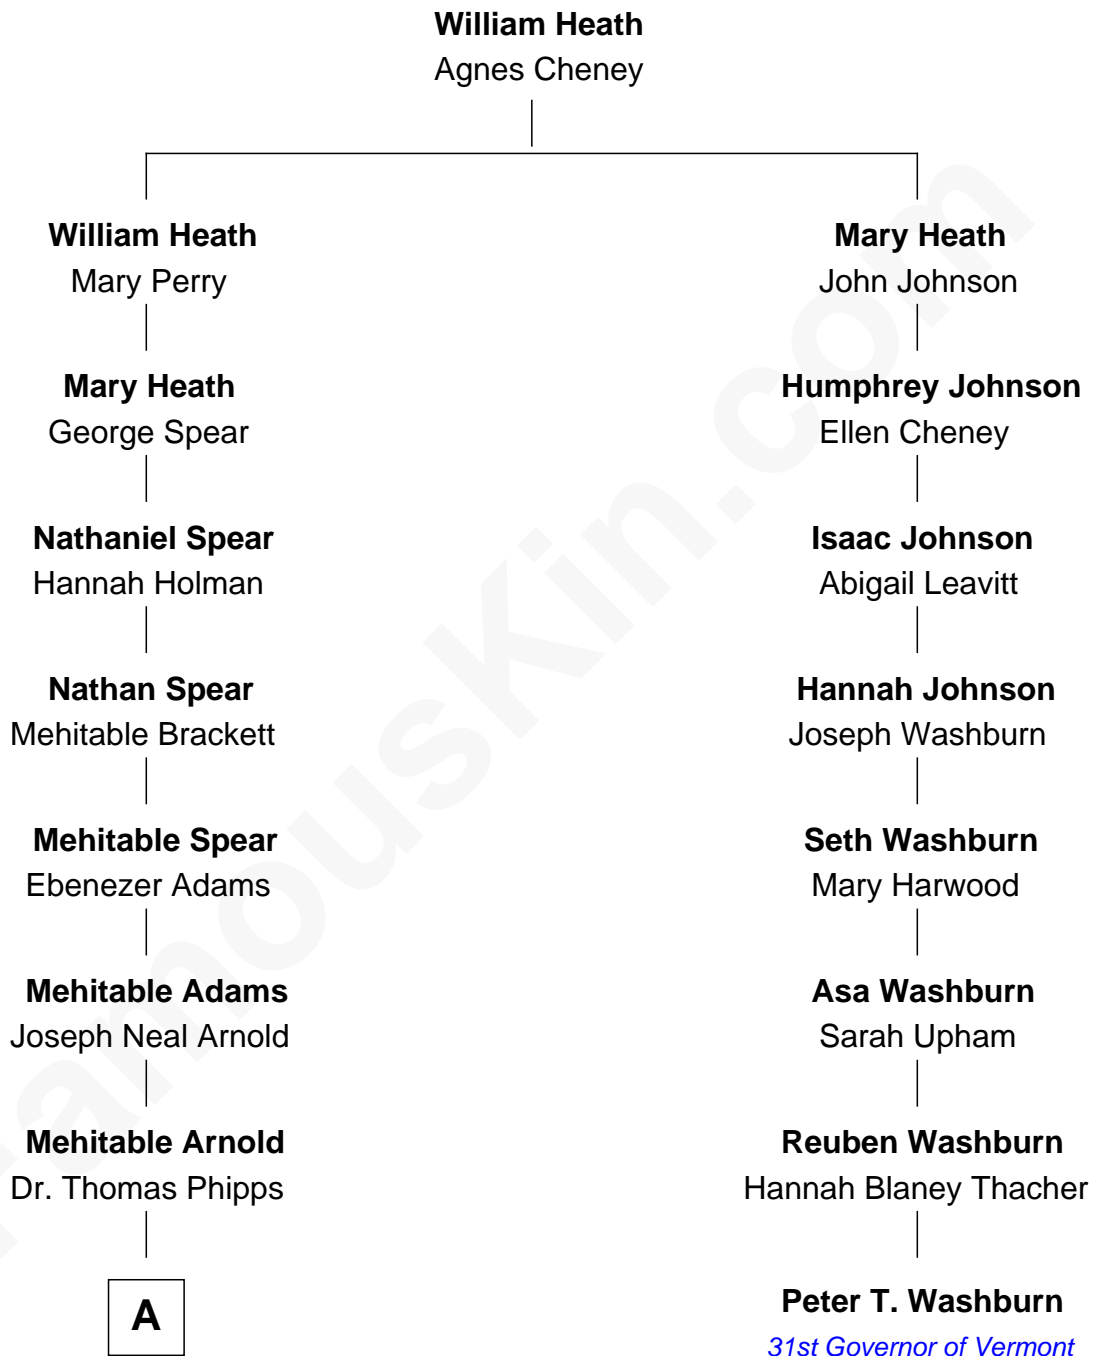 William Heath
Agnes Cheney
William Heath
Mary Perry
Mary Heath
John Johnson
Mary Heath
George Spear
Humphrey Johnson
Ellen Cheney
Nathaniel Spear
Hannah Holman
Isaac Johnson
Abigail Leavitt
Nathan Spear
Mehitable Brackett
Hannah Johnson
Joseph Washburn
Mehitable Spear
Ebenezer Adams
Seth Washburn
Mary Harwood
Mehitable Adams
Joseph Neal Arnold
Asa Washburn
Sarah Upham
Mehitable Arnold
Dr. Thomas Phipps
Reuben Washburn
Hannah Blaney Thacher
A
Peter T. Washburn
31st Governor of Vermont
FamousKin.com